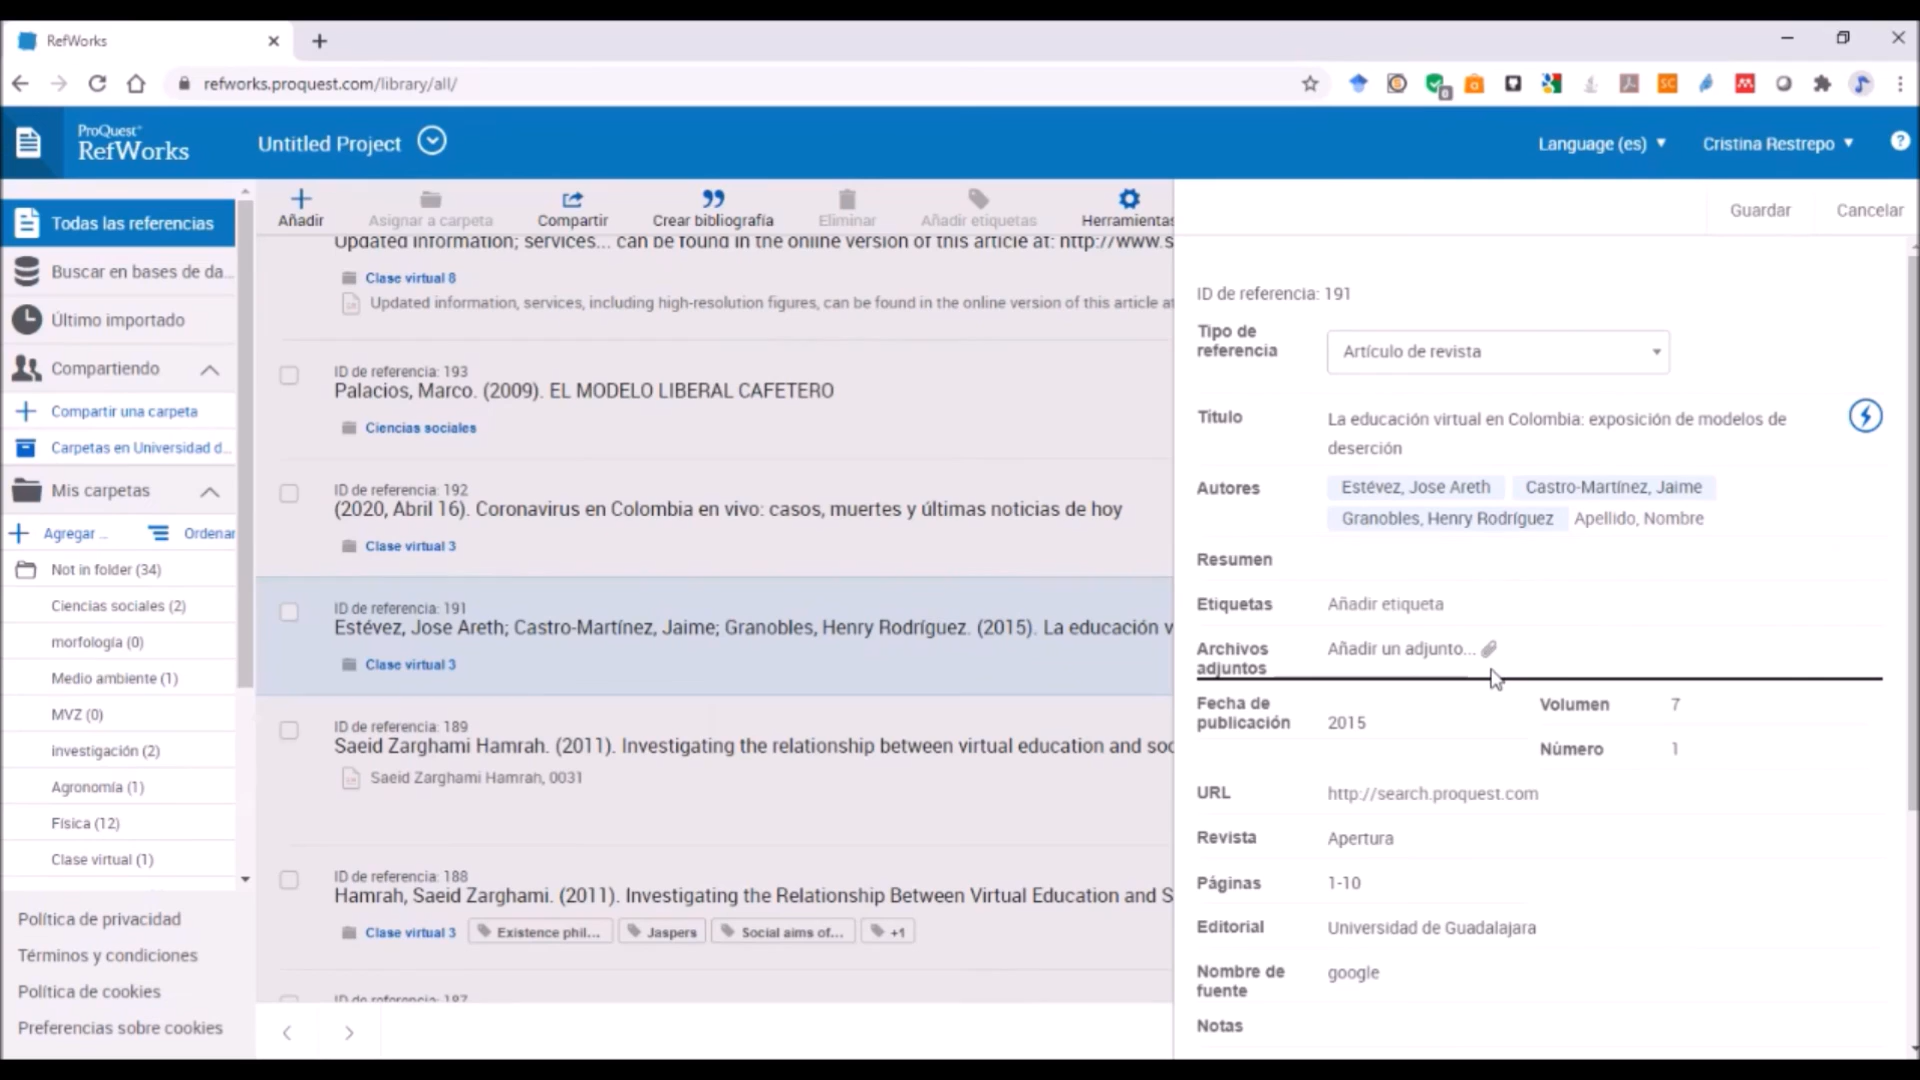 RefWorks
refworks.proquest.com/library/all/
ProQuest
RefWorks
Untitled Project
Language (es)
Cristina Restrepo
Todas las referencias
Buscar en bases de da...
Último importado
Compartiendo
Compartir una carpeta
Carpetas en Universidad d...
Mis carpetas
Agregar ...
Ordenar
Not in folder (34)
Ciencias sociales (2)
morfología (0)
Medio ambiente (1)
MVZ (0)
investigación (2)
Agronomía (1)
Física (12)
Clase virtual (1)
Política de privacidad
Términos y condiciones
Política de cookies
Preferencias sobre cookies
Añadir
Asignar a carpeta
Compartir
Crear bibliografía
Eliminar
Añadir etiquetas
Herramientas
Updated information; services... can be found in the online version of this article at: http://www.s
Clase virtual 8
Updated information, services, including high-resolution figures, can be found in the online version of this article a
ID de referencia: 193
Palacios, Marco. (2009). EL MODELO LIBERAL CAFETERO
Ciencias sociales
ID de referencia: 192
(2020, Abril 16). Coronavirus en Colombia en vivo: casos, muertes y últimas noticias de hoy
Clase virtual 3
ID de referencia: 191
Estévez, Jose Areth; Castro-Martínez, Jaime; Granobles, Henry Rodríguez. (2015). La educación v
Clase virtual 3
ID de referencia: 189
Saeid Zarghami Hamrah. (2011). Investigating the relationship between virtual education and soc
Saeid Zarghami Hamrah, 0031
ID de referencia: 188
Hamrah, Saeid Zarghami. (2011). Investigating the Relationship Between Virtual Education and S
Clase virtual 3
Existence phil...
Jaspers
Social aims of...
+1
ID de referencia: 187
Guardar
Cancelar
ID de referencia: 191
Tipo de referencia
Artículo de revista
Título
La educación virtual en Colombia: exposición de modelos de
deserción
Autores
Estévez, Jose Areth
Castro-Martínez, Jaime
Granobles, Henry Rodríguez
Apellido, Nombre
Resumen
Etiquetas
Añadir etiqueta
Archivos adjuntos
Añadir un adjunto...
Fecha de publicación
2015
Volumen
7
Número
1
URL
http://search.proquest.com
Revista
Apertura
Páginas
1-10
Editorial
Universidad de Guadalajara
Nombre de fuente
google
Notas